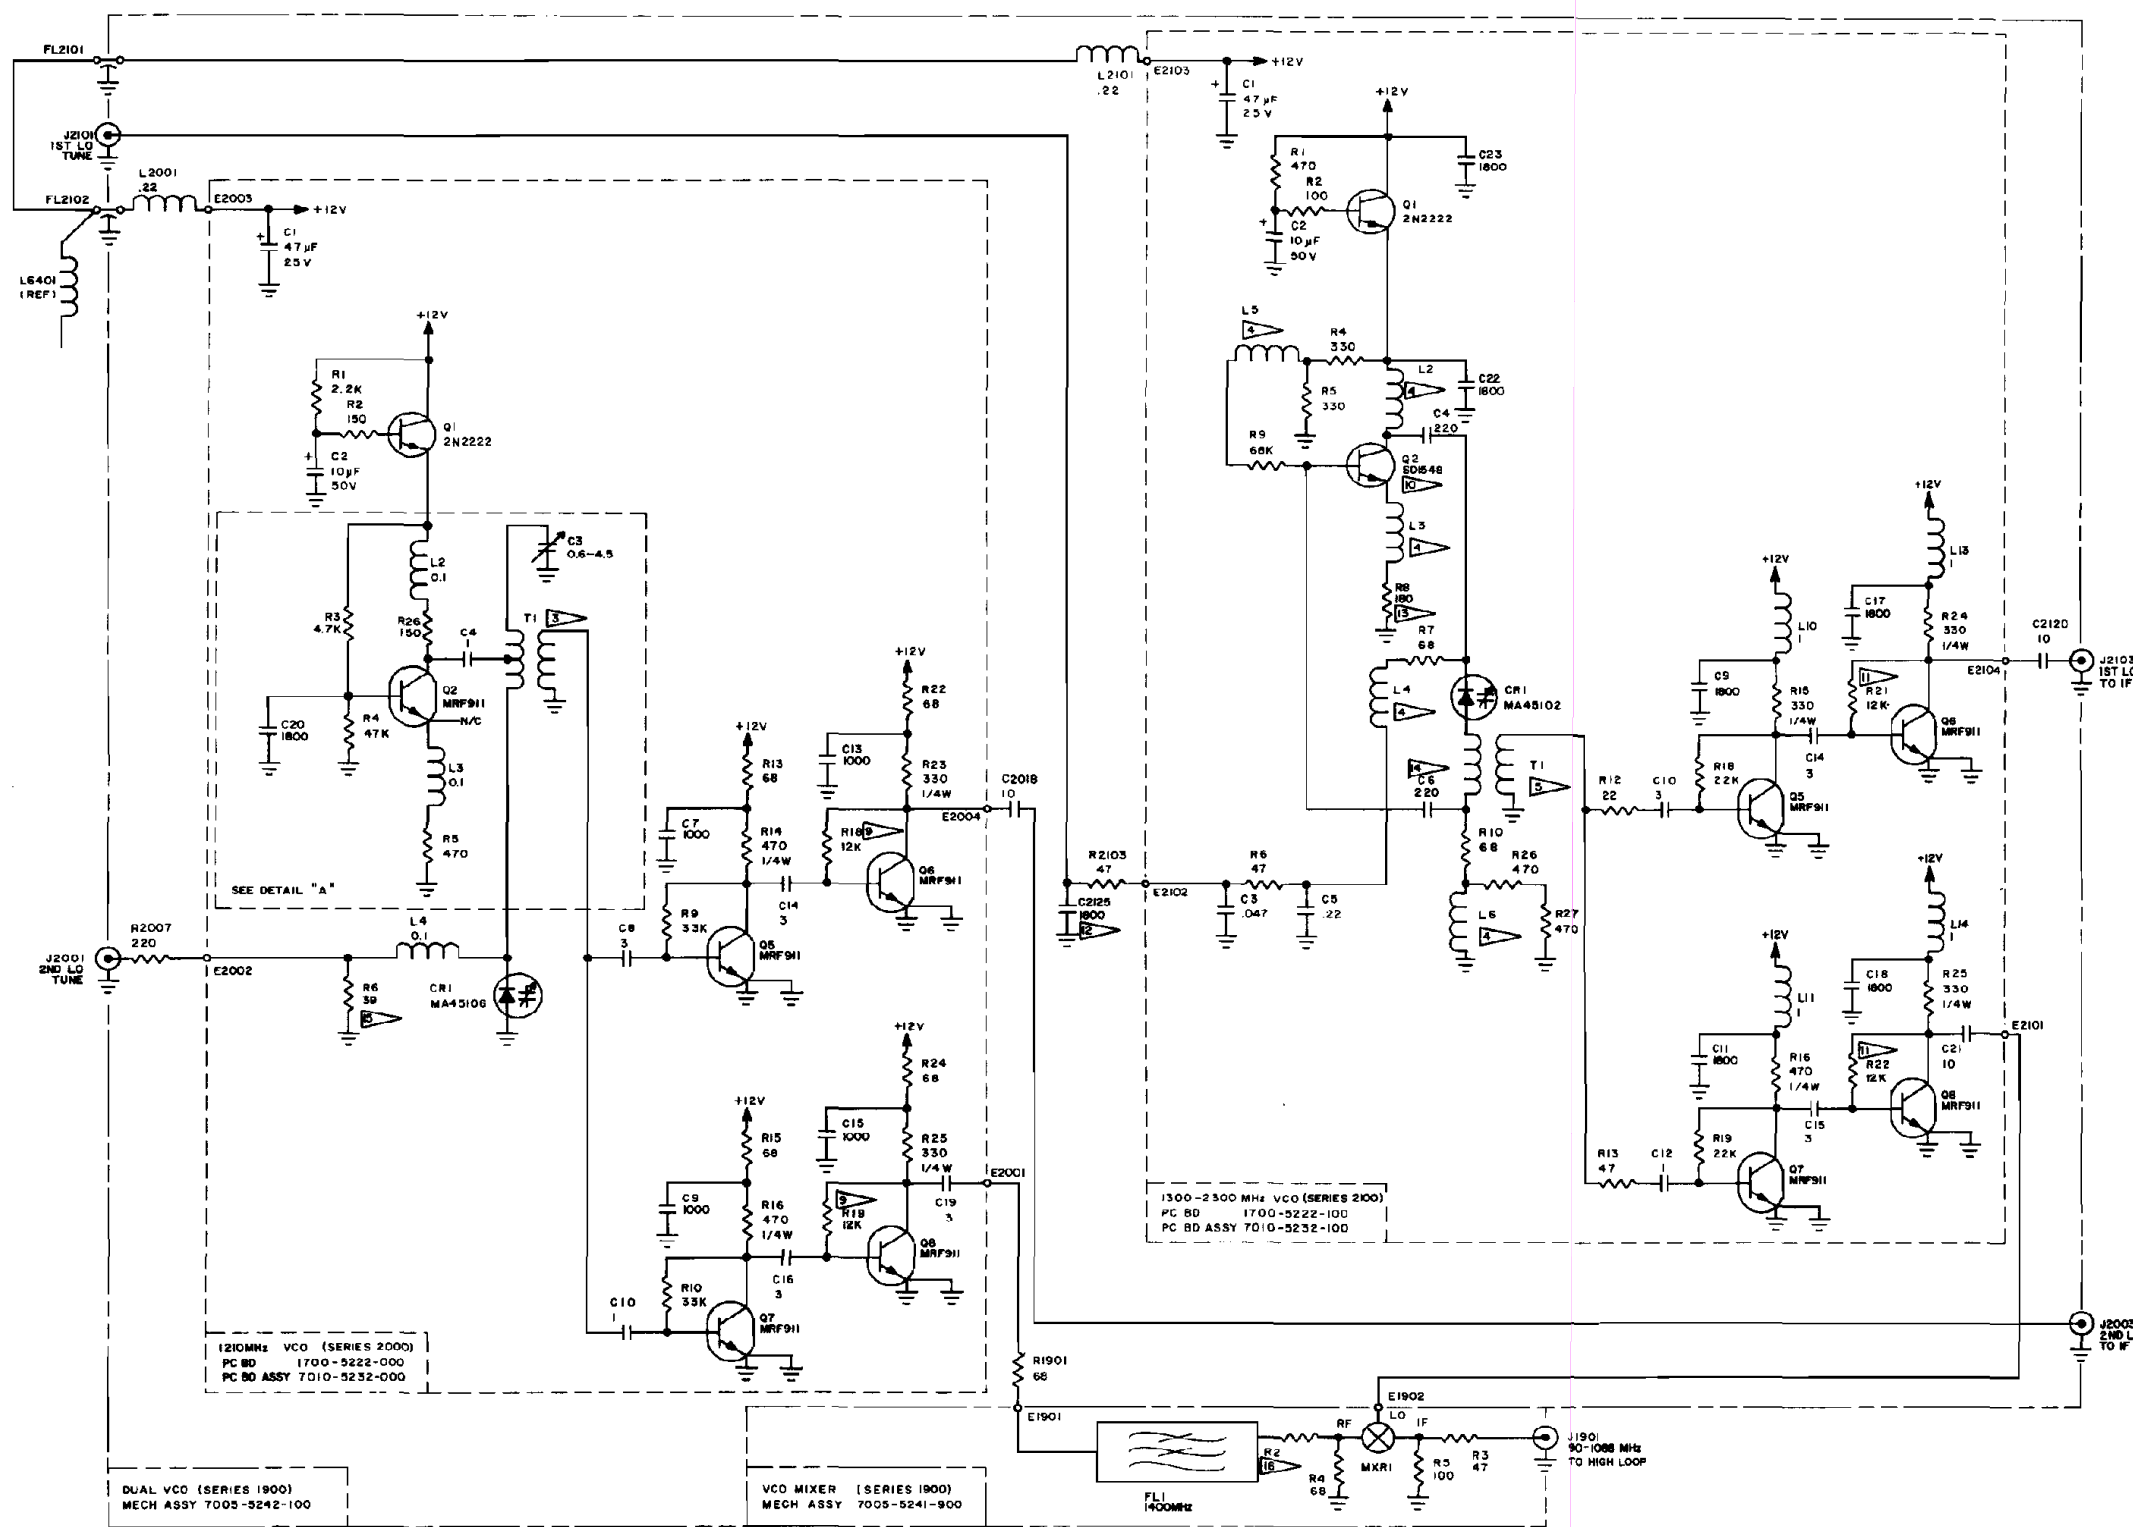 FL2101
J2101
1ST LO
TUNE
FL2102
L6401
(REF)
L2001
.22
E2003
+12V
C1
47µF
25V
L2101
.22
E2103
+12V
C1
47µF
25V
+12V
R1
470
R2
100
C2
10µF
50V
Q1
2N2222
C23
1800
+12V
R1
2.2K
R2
150
C2
10µF
50V
Q1
2N2222
L2
0.1
C3
0.6-4.5
R3
4.7K
R26
150
C4
1
T1
3
Q2
MRF911
N/C
C20
1800
R4
47K
L3
0.1
R5
470
SEE DETAIL "A"
J2001
2ND LO
TUNE
R2007
220
E2002
L4
0.1
R6
39
15
CR1
MA45106
C8
3
R9
33K
Q5
MRF911
C7
1000
+12V
R13
68
R14
470
1/4W
C14
3
+12V
R22
68
C13
1000
R23
330
1/4W
R18
9
12K
Q6
MRF911
E2004
C2018
10
+12V
R15
68
C9
1000
R16
470
1/4W
C16
3
+12V
R24
68
C15
1000
R25
330
1/4W
9
R19
12K
Q8
MRF911
C19
3
E2001
C10
1
R10
33K
Q7
MRF911
1210MHz VCO (SERIES 2000)
PC BD 1700-5222-000
PC BD ASSY 7010-5232-000
L5
4
R4
330
R5
330
L2
4
C22
1800
C4
220
R9
68K
Q2
SD1548
10
L3
4
R8
180
13
R7
68
L4
4
CR1
MA45102
14
C6
220
T1
5
R10
68
R26
470
L6
4
R27
470
R2103
47
C2125
1800
12
E2102
C3
.047
R6
47
C5
.22
R12
22
C10
3
R18
22K
Q5
MRF911
C9
1800
+12V
L10
1
R15
330
1/4W
C14
3
+12V
L13
1
C17
1800
R24
330
1/4W
11
R21
12K
Q6
MRF911
E2104
C2120
10
J2103
1ST LO
TO IF
R13
47
C12
1
R19
22K
Q7
MRF911
C11
1800
+12V
L11
1
R16
470
1/4W
C15
3
+12V
L14
1
C18
1800
R25
330
1/4W
11
R22
12K
Q8
MRF911
C21
10
E2101
1300-2300 MHz VCO (SERIES 2100)
PC BD 1700-5222-100
PC BD ASSY 7010-5232-100
J2003
2ND L
TO IF
R1901
68
E1901
E1902
FL1
1400MHz
R2
16
RF
LO
IF
R4
68
MXR1
R5
100
R3
47
J1901
90-1088 MHz
TO HIGH LOOP
DUAL VCO (SERIES 1900)
MECH ASSY 7005-5242-100
VCO MIXER (SERIES 1900)
MECH ASSY 7005-5241-900